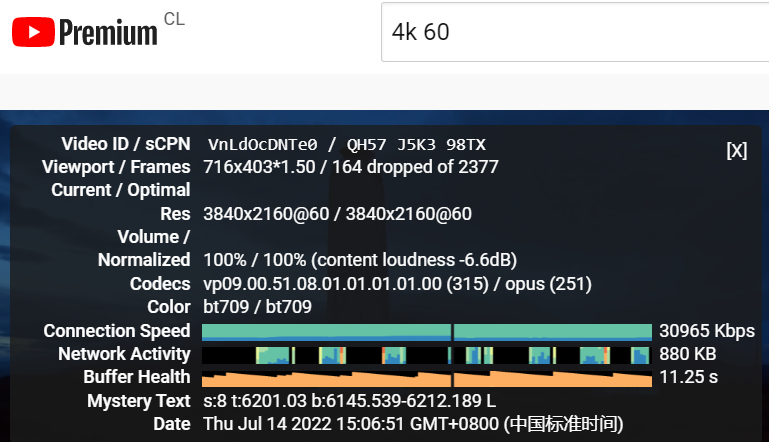 Premium CL
4k 60
Video ID / sCPN VnLdOcDNTe0 / QH57 J5K3 98TX
[X]
Viewport / Frames 716x403*1.50 / 164 dropped of 2377
Current / Optimal
Res 3840x2160@60 / 3840x2160@60
Volume /
Normalized 100% / 100% (content loudness -6.6dB)
Codecs vp09.00.51.08.01.01.01.01.00 (315) / opus (251)
Color bt709 / bt709
Connection Speed 30965 Kbps
Network Activity 880 KB
Buffer Health 11.25 s
Mystery Text s:8 t:6201.03 b:6145.539-6212.189 L
Date Thu Jul 14 2022 15:06:51 GMT+0800 (中国标准时间)